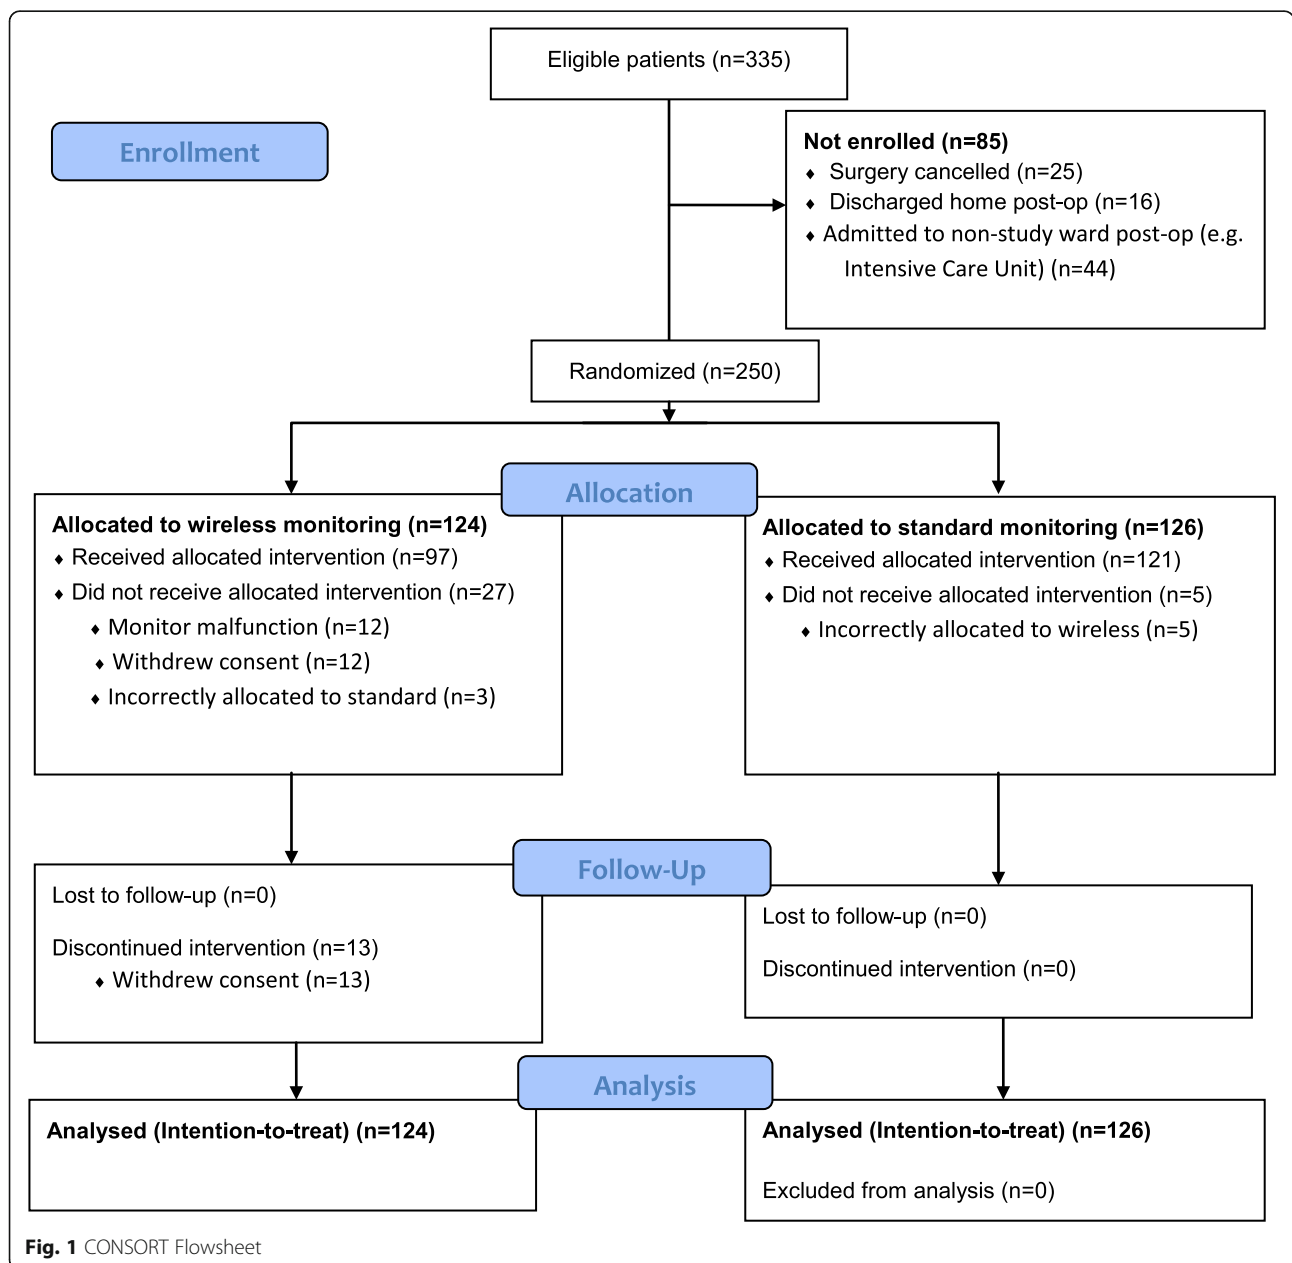 Eligible patients (n=335)
Enrollment
Not enrolled (n=85)
♦ Surgery cancelled (n=25)
♦ Discharged home post-op (n=16)
♦ Admitted to non-study ward post-op (e.g.
Intensive Care Unit) (n=44)
Randomized (n=250)
Allocation
Allocated to wireless monitoring (n=124)
♦ Received allocated intervention (n=97)
♦ Did not receive allocated intervention (n=27)
♦ Monitor malfunction (n=12)
♦ Withdrew consent (n=12)
♦ Incorrectly allocated to standard (n=3)
Allocated to standard monitoring (n=126)
♦ Received allocated intervention (n=121)
♦ Did not receive allocated intervention (n=5)
♦ Incorrectly allocated to wireless (n=5)
Follow-Up
Lost to follow-up (n=0)
Discontinued intervention (n=13)
♦ Withdrew consent (n=13)
Lost to follow-up (n=0)
Discontinued intervention (n=0)
Analysis
Analysed (Intention-to-treat) (n=124)
Analysed (Intention-to-treat) (n=126)
Excluded from analysis (n=0)
Fig. 1 CONSORT Flowsheet